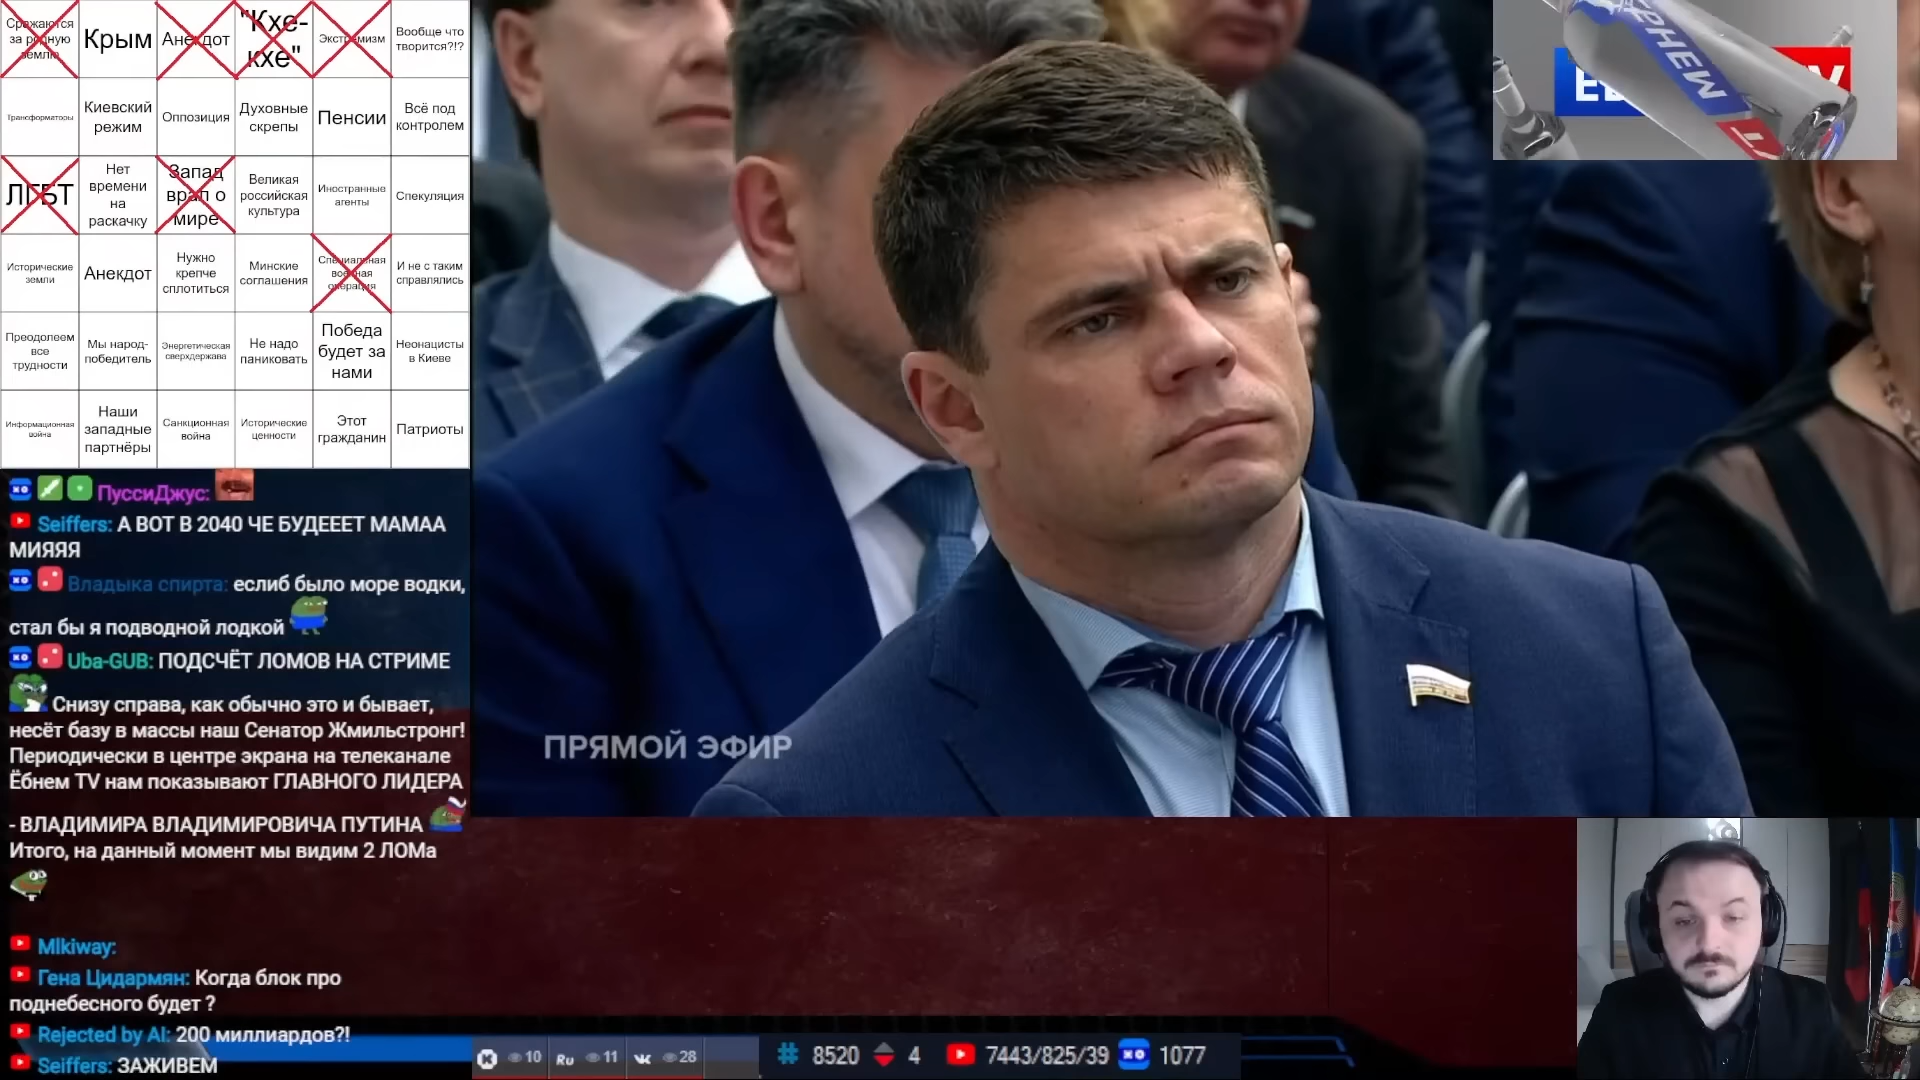 Сражаются
за родную
землю
Крым
Анекдот
"Кхе-
кхе"
Экстремизм
Вообще что
творится?!?
Трансформаторы
Киевский
режим
Оппозиция
Духовные
скрепы
Пенсии
Всё под
контролем
ЛГБТ
Нет
времени
на
раскачку
Запад
врал о
мире
Великая
российская
культура
Иностранные
агенты
Спекуляция
Исторические
земли
Анекдот
Нужно
крепче
сплотиться
Минские
соглашения
Специальная
военная
операция
И не с таким
справлялись
Преодолеем
все
трудности
Мы народ-
победитель
Энергетическая
сверхдержава
Не надо
паниковать
Победа
будет за
нами
Неонацисты
в Киеве
Информационная
война
Наши
западные
партнёры
Санкционная
война
Исторические
ценности
Этот
гражданин
Патриоты
ПуссиДжус:
Seiffers: А ВОТ В 2040 ЧЕ БУДЕЕЕТ МАМАА
МИЯЯЯ
Владыка спирта: еслиб было море водки,
стал бы я подводной лодкой
Uba-GUB: ПОДСЧЁТ ЛОМОВ НА СТРИМЕ
Снизу справа, как обычно это и бывает,
несёт базу в массы наш Сенатор Жмильстронг!
Периодически в центре экрана на телеканале
Ёбнем TV нам показывают ГЛАВНОГО ЛИДЕРА
- ВЛАДИМИРА ВЛАДИМИРОВИЧА ПУТИНА
Итого, на данный момент мы видим 2 ЛОМа
Mlkiway:
Гена Цидармян: Когда блок про
поднебесного будет ?
Rejected by AI: 200 миллиардов?!
Seiffers: ЗАЖИВЕМ
ПРЯМОЙ ЭФИР
10
Ru 11
28
# 8520 4 7443/825/39 1077